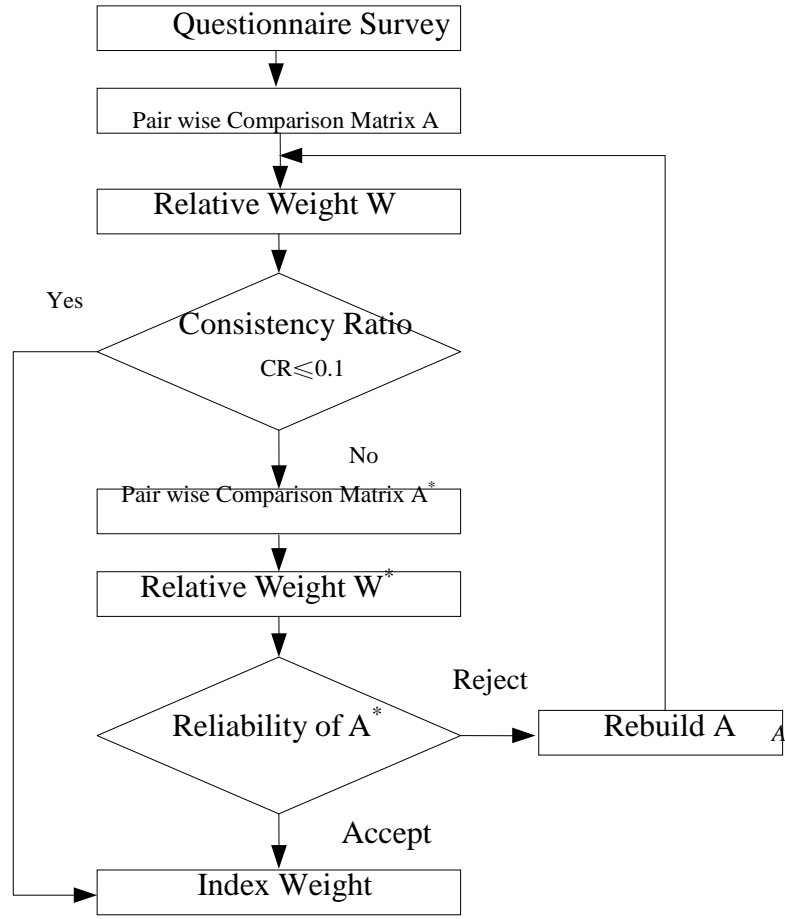 Questionnaire Survey
Pair wise Comparison Matrix A
Relative Weight W
Yes
Consistency Ratio
CR≤0.1
No
Pair wise Comparison Matrix A*
Relative Weight W*
Reject
Reliability of A*
Rebuild A
A
Accept
Index Weight